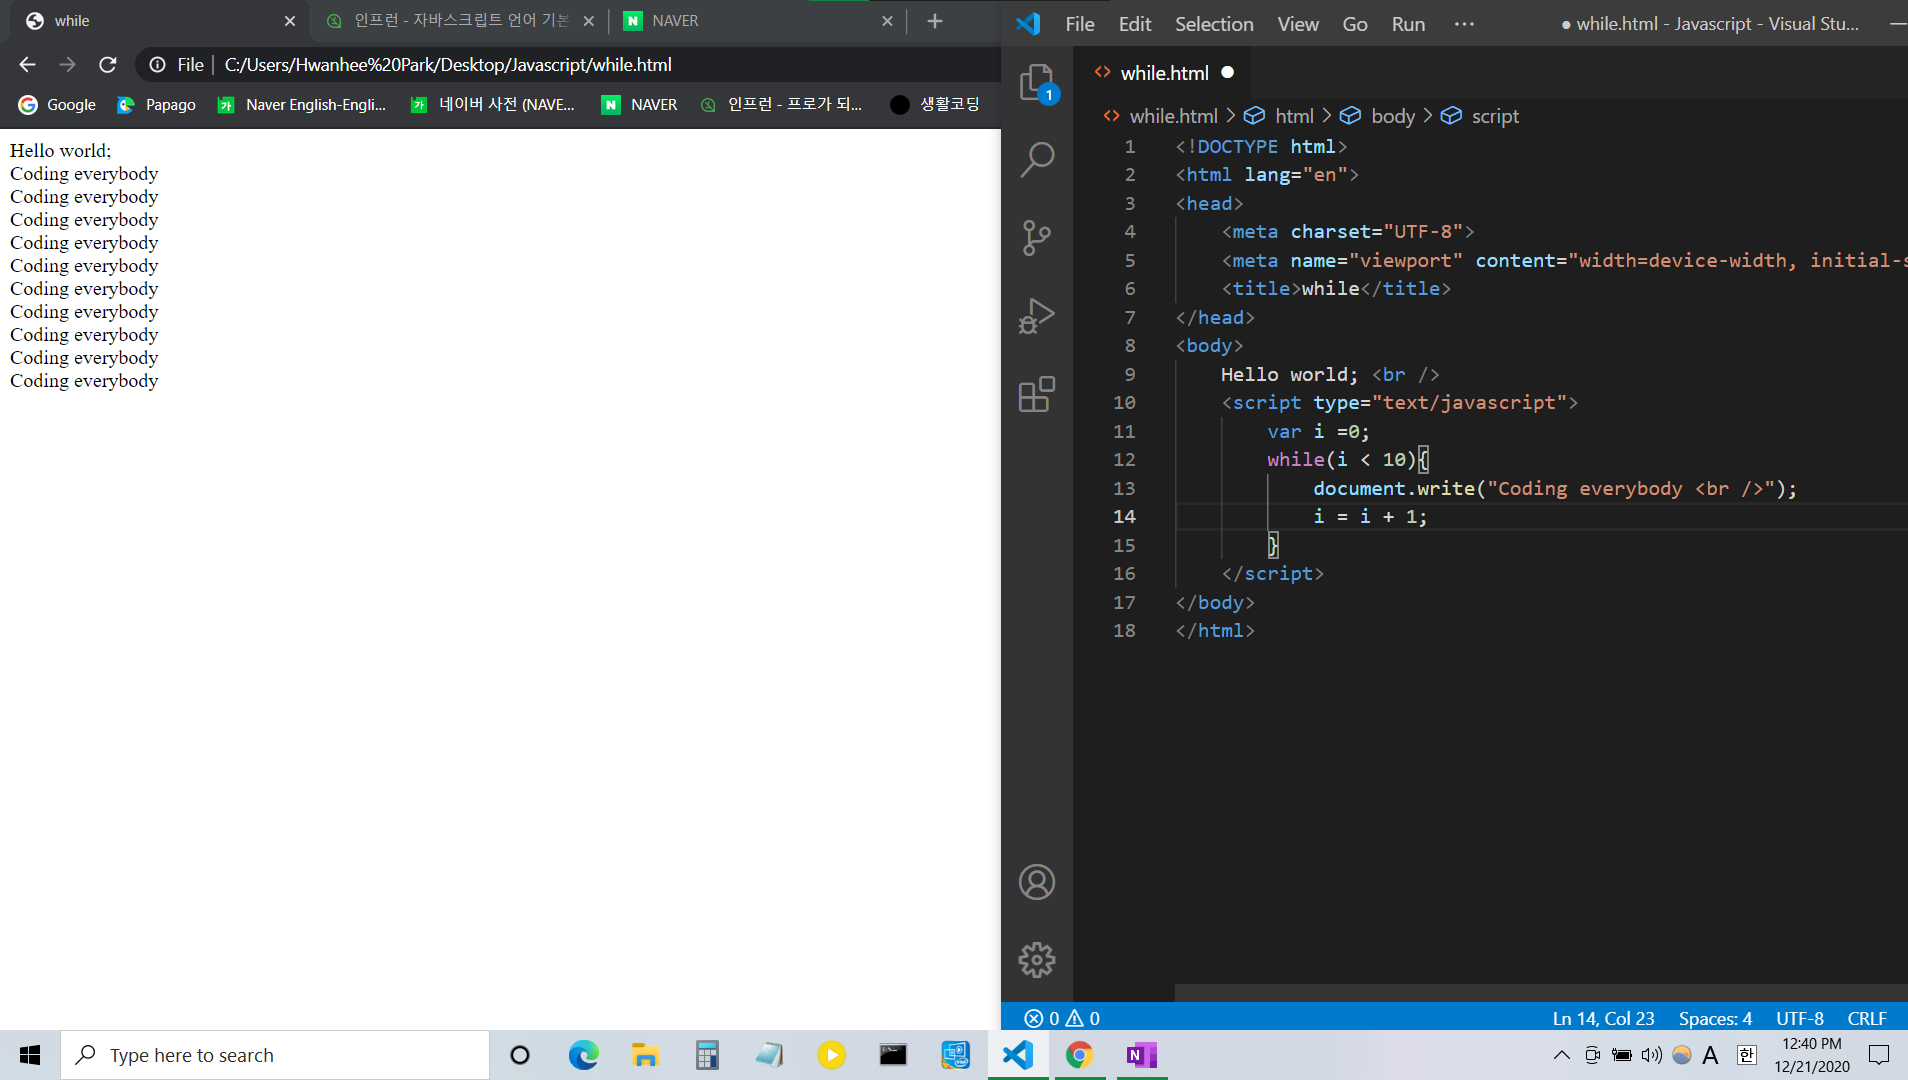 while
인프런 - 자바스크립트 언어 기본
NAVER
File
C:/Users/Hwanhee%20Park/Desktop/Javascript/while.html
Google
Papago
Naver English-Engli...
네이버 사전 (NAVE...
NAVER
인프런 - 프로가 되...
생활코딩
Hello world;
Coding everybody
Coding everybody
Coding everybody
Coding everybody
Coding everybody
Coding everybody
Coding everybody
Coding everybody
Coding everybody
Coding everybody
File Edit Selection View Go Run ···
● while.html - Javascript - Visual Stu...
1
while.html ●
while.html > html > body > script
1 <!DOCTYPE html>
2 <html lang="en">
3 <head>
4 <meta charset="UTF-8">
5 <meta name="viewport" content="width=device-width, initial-s
6 <title>while</title>
7 </head>
8 <body>
9 Hello world; <br />
10 <script type="text/javascript">
11 var i =0;
12 while(i < 10){
13 document.write("Coding everybody <br />");
14 i = i + 1;
15 }
16 </script>
17 </body>
18 </html>
0 0
Ln 14, Col 23
Spaces: 4
UTF-8
CRLF
Type here to search
A
한
12:40 PM
12/21/2020